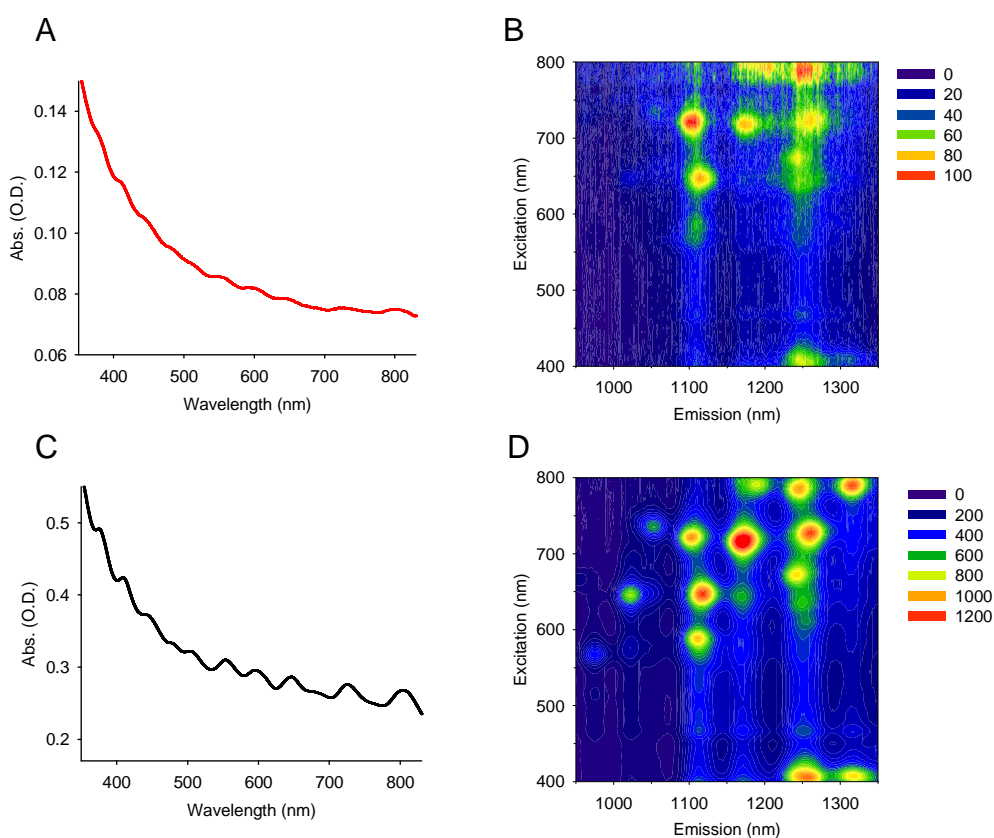 A
Abs. (O.D.)
0.14
0.12
0.10
0.08
0.06
400 500 600 700 800
Wavelength (nm)
B
Excitation (nm)
800
700
600
500
400
1000 1100 1200 1300
Emission (nm)
0
20
40
60
80
100
C
Abs. (O.D.)
0.5
0.4
0.3
0.2
400 500 600 700 800
Wavelength (nm)
D
Excitation (nm)
800
700
600
500
400
1000 1100 1200 1300
Emission (nm)
0
200
400
600
800
1000
1200